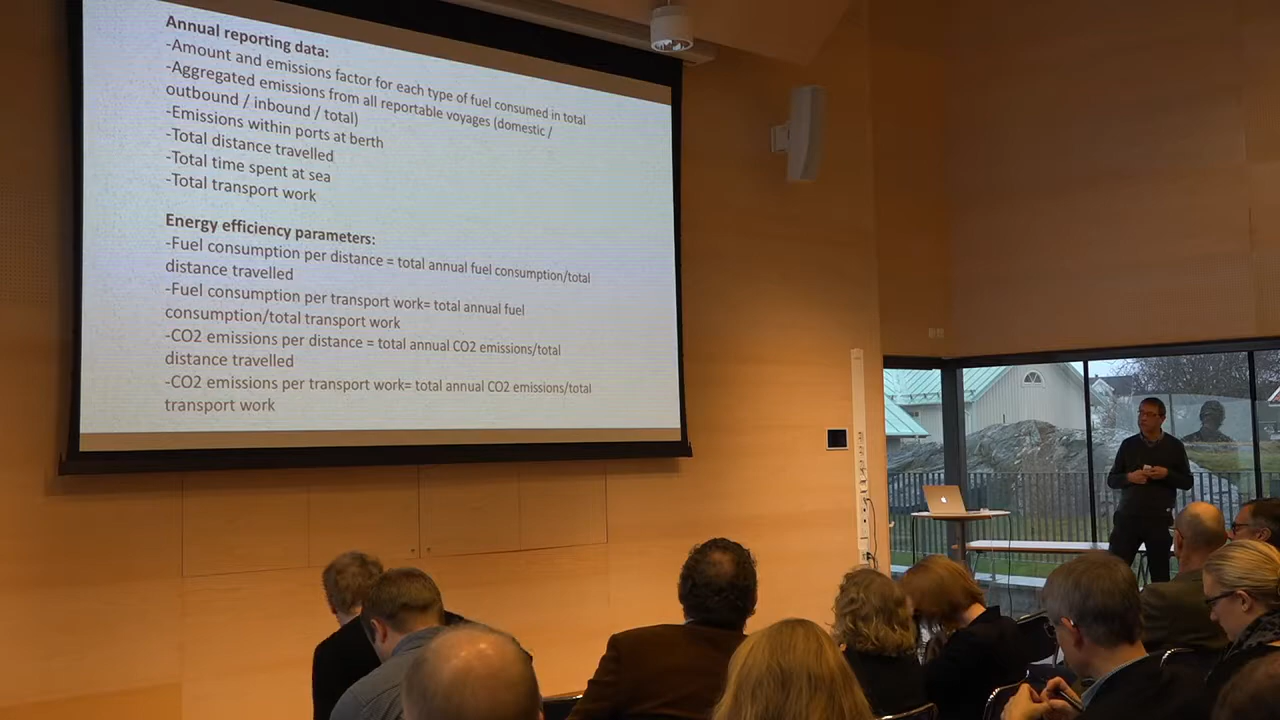 Annual reporting data:
-Amount and emissions factor for each type of fuel consumed in total
-Aggregated emissions from all reportable voyages (domestic /
outbound / inbound / total)
-Emissions within ports at berth
-Total distance travelled
-Total time spent at sea
-Total transport work
Energy efficiency parameters:
-Fuel consumption per distance = total annual fuel consumption/total
distance travelled
-Fuel consumption per transport work= total annual fuel
consumption/total transport work
-CO2 emissions per distance = total annual CO2 emissions/total
distance travelled
-CO2 emissions per transport work= total annual CO2 emissions/total
transport work